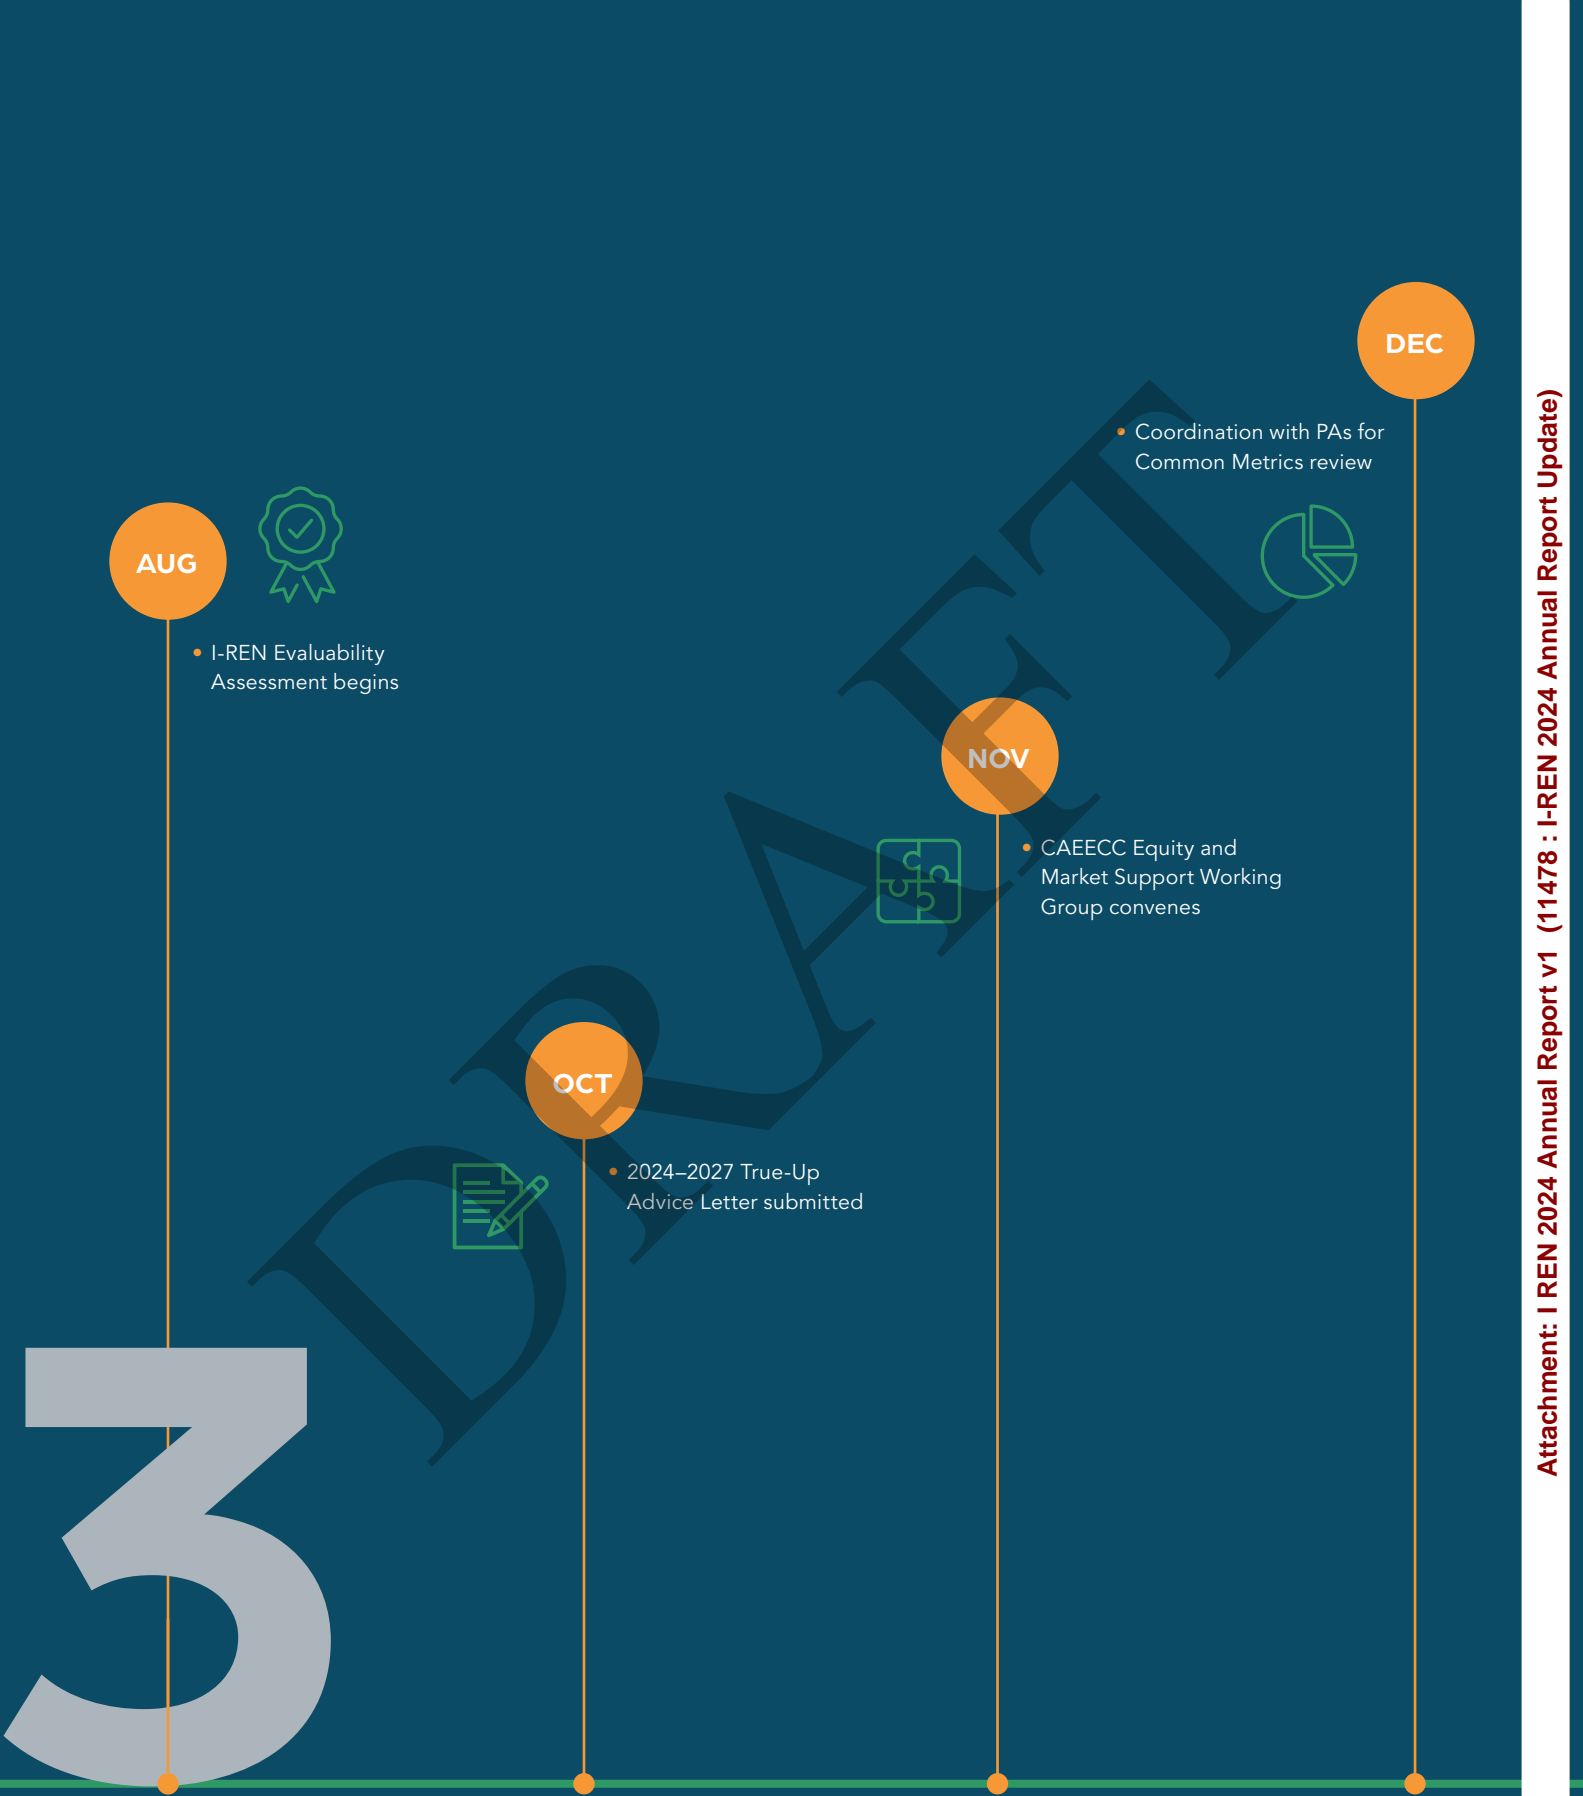 AUG
• I-REN Evaluability
Assessment begins
OCT
• 2024–2027 True-Up
Advice Letter submitted
NOV
• CAEECC Equity and
Market Support Working
Group convenes
DEC
• Coordination with PAs for
Common Metrics review
3
DRAFT
Attachment: I REN 2024 Annual Report v1 (11478 : I-REN 2024 Annual Report Update)